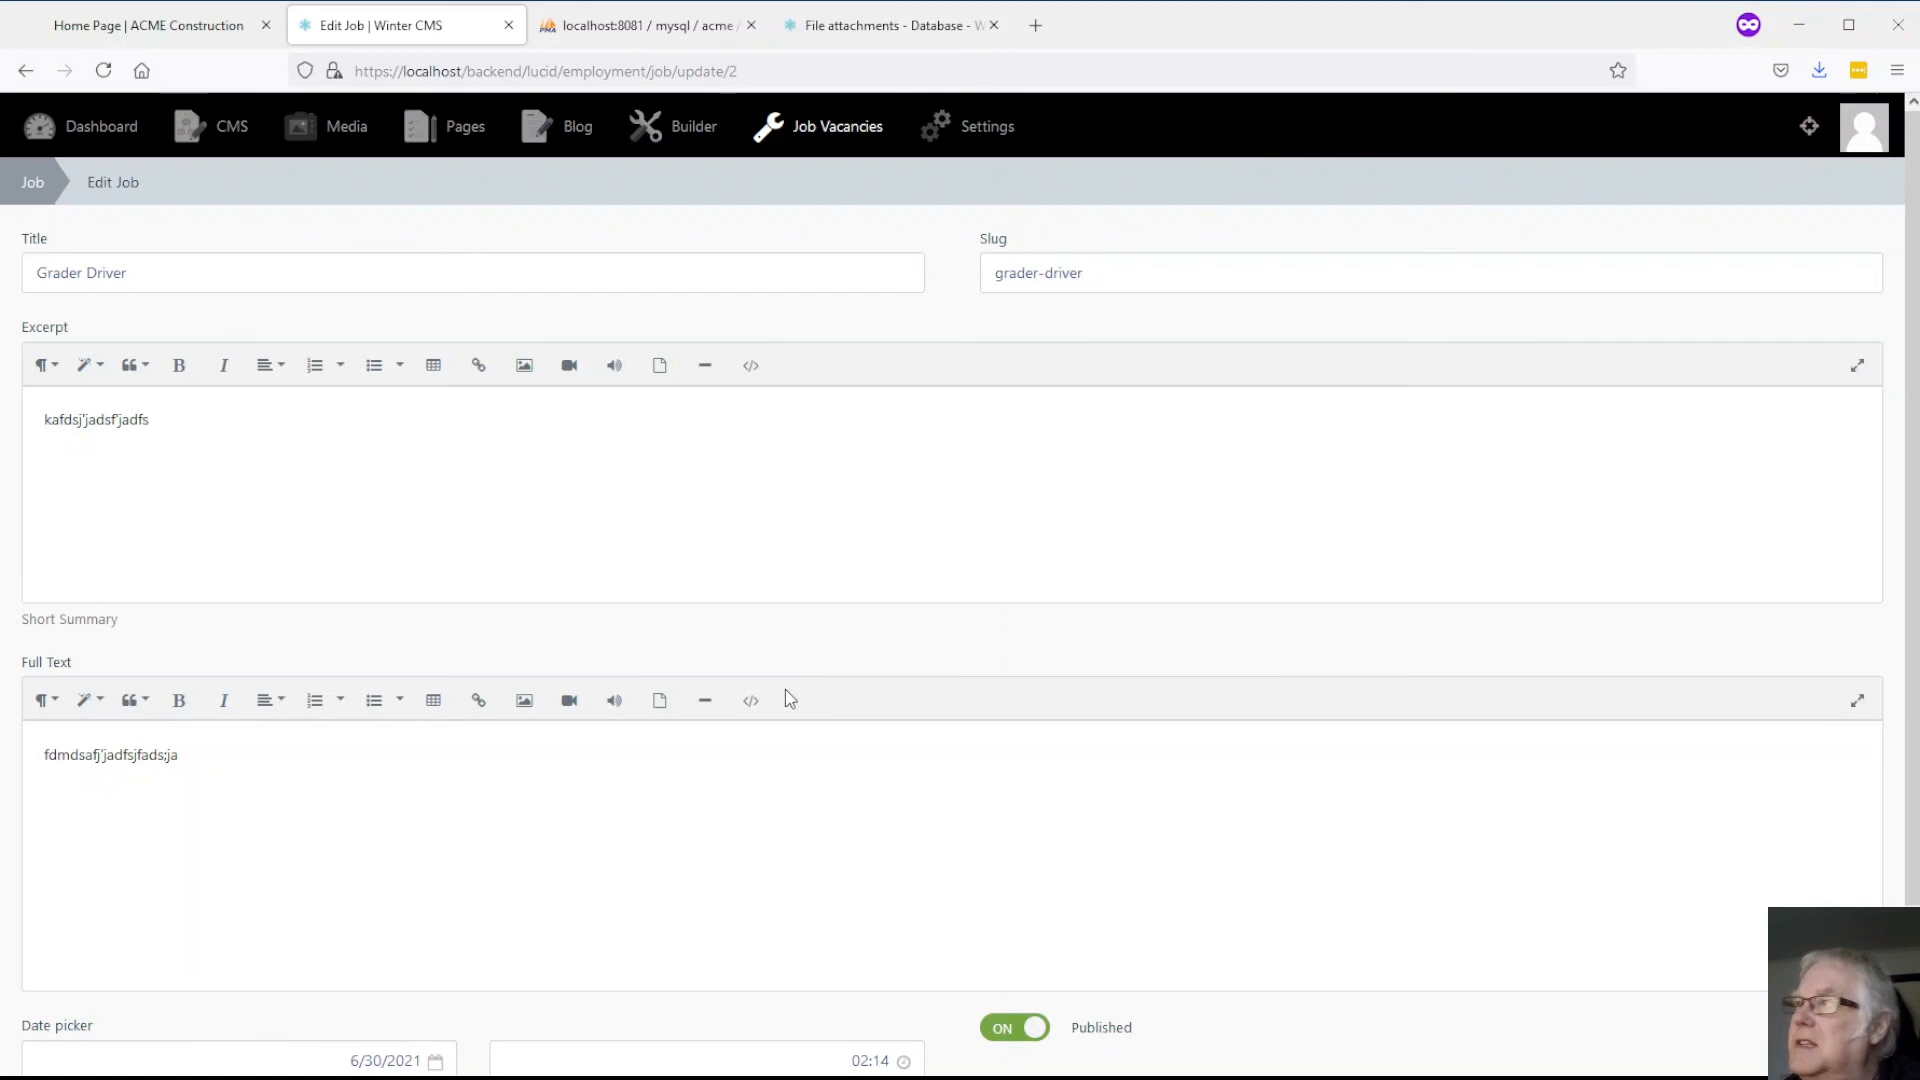 Home Page | ACME Construction
Edit Job | Winter CMS
PMA localhost:8081 / mysql / acme /
File attachments - Database - W
https://localhost/backend/lucid/employment/job/update/2
Dashboard
CMS
Media
Pages
Blog
Builder
Job Vacancies
Settings
Job
Edit Job
Title
Slug
Grader Driver
grader-driver
Excerpt
kafdsj'jadsf'jadfs
Short Summary
Full Text
fdmdsafj'jadfsjfads;ja
Date picker
ON Published
6/30/2021
02:14